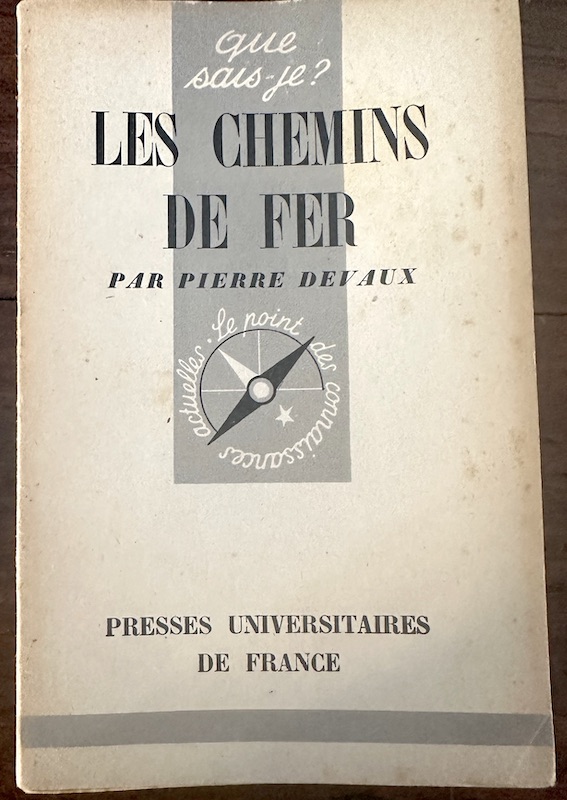 que
sais-je?
LES CHEMINS
DE FER
PAR PIERRE DEVAUX
Le point des connaissances actuelles.
PRESSES UNIVERSITAIRES
DE FRANCE